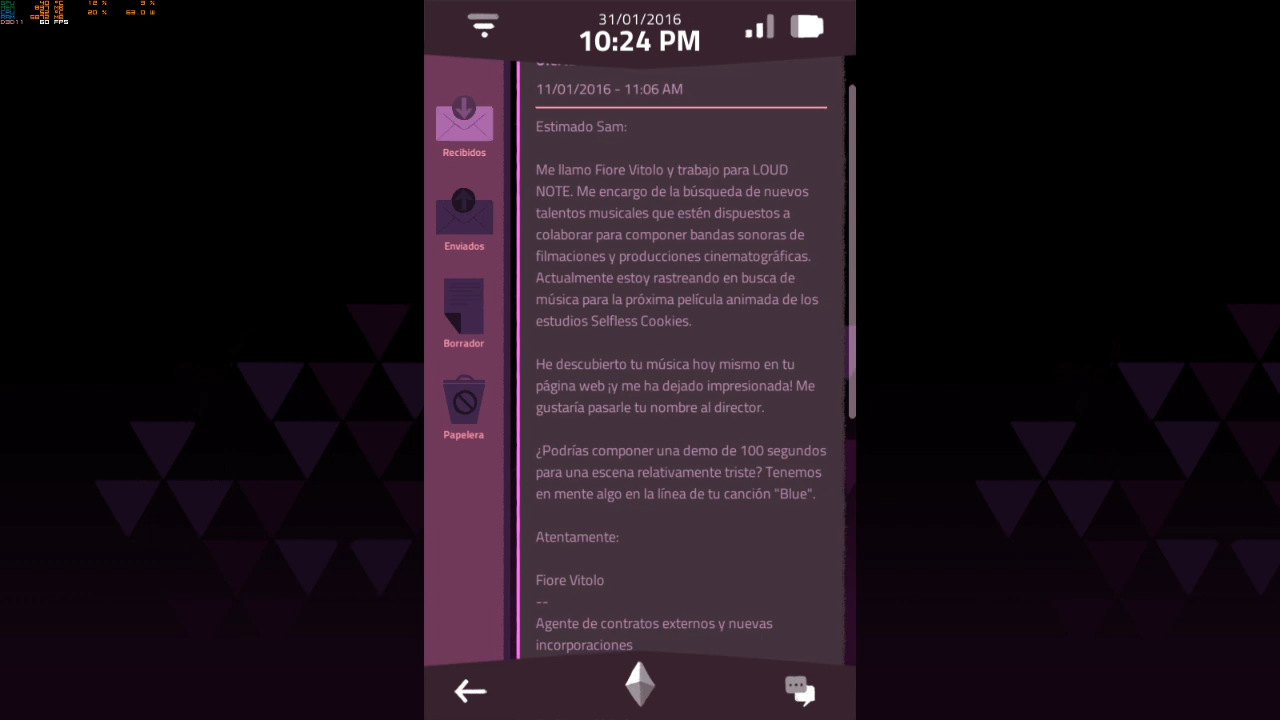 31/01/2016
10:24 PM
11/01/2016 - 11:06 AM
Estimado Sam:
Me llamo Fiore Vitolo y trabajo para LOUD
NOTE. Me encargo de la búsqueda de nuevos
talentos musicales que estén dispuestos a
colaborar para componer bandas sonoras de
filmaciones y producciones cinematográficas.
Actualmente estoy rastreando en busca de
música para la próxima película animada de los
estudios Selfless Cookies.
He descubierto tu música hoy mismo en tu
página web ¡y me ha dejado impresionada! Me
gustaría pasarle tu nombre al director.
¿Podrías componer una demo de 100 segundos
para una escena relativamente triste? Tenemos
en mente algo en la línea de tu canción "Blue".
Atentamente:
Fiore Vitolo
--
Agente de contratos externos y nuevas
incorporaciones
Recibidos
Enviados
Borrador
Papelera